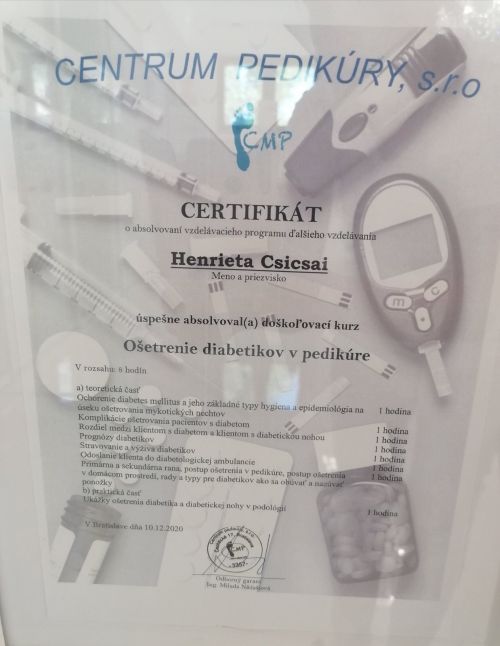 CENTRUM PEDIKÚRY, s.r.o
CMP
CERTIFIKÁT
o absolvovaní vzdelávacieho programu ďalšieho vzdelávania
Henrieta Csicsai
Meno a priezvisko
úspešne absolvoval(a) doškoľovací kurz
Ošetrenie diabetikov v pedikúre
V rozsahu: 8 hodín
a) teoretická časť
Ochorenie diabetes mellitus a jeho základné typy hygiena a epidemiológia na
úseku ošetrovania mykotických nechtov 1 hodina
Komplikácie ošetrovania pacientov s diabetom 1 hodina
Rozdiel medzi klientom s diabetom a klientom s diabetickou nohou 1 hodina
Prognózy diabetikov 1 hodina
Stravovanie a výživa diabetikov 1 hodina
Odoslanie klienta do diabetologickej ambulancie 1 hodina
Primárna a sekundárna rana, postup ošetrenia v pedikúre, postup ošetrenia
v domácom prostredí, rady a typy pre diabetikov ako sa obúvať a nazúvať 1 hodina
ponožky
b) praktická časť
Ukážky ošetrenia diabetika a diabetickej nohy v podológií 1 hodina
V Bratislave dňa 10.12.2020
CMP
Odborný garant
Ing. Milada
m
c